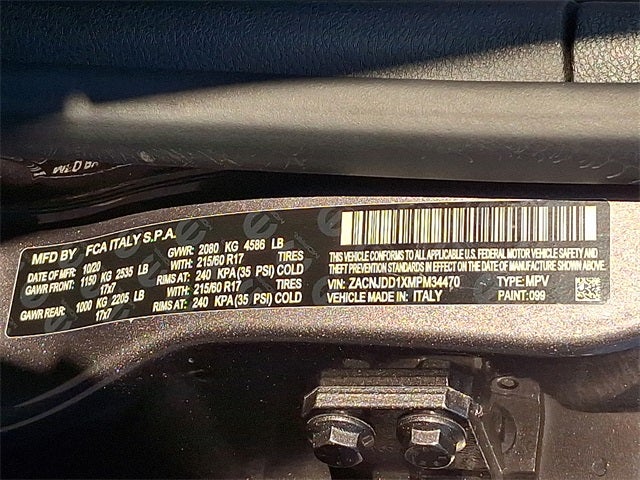 MFD BY FCA ITALY S.P.A.
DATE OF MFR: 10/20 GVWR: 2080 KG 4586 LB
GAWR FRONT: 1150 KG 2535 LB WITH 215/60 R17 TIRES
17x7 RIMS AT: 240 KPA (35 PSI) COLD
GAWR REAR: 1000 KG 2205 LB WITH 215/60 R17 TIRES
17x7 RIMS AT: 240 KPA (35 PSI) COLD
THIS VEHICLE CONFORMS TO ALL APPLICABLE U.S. FEDERAL MOTOR VEHICLE SAFETY
AND THEFT PREVENTION STANDARDS IN EFFECT ON THE DATE OF MANUFACTURE SHOWN ABOVE.
VIN: ZACNJDD1XMPM34470 TYPE: MPV
VEHICLE MADE IN: ITALY PAINT: 099